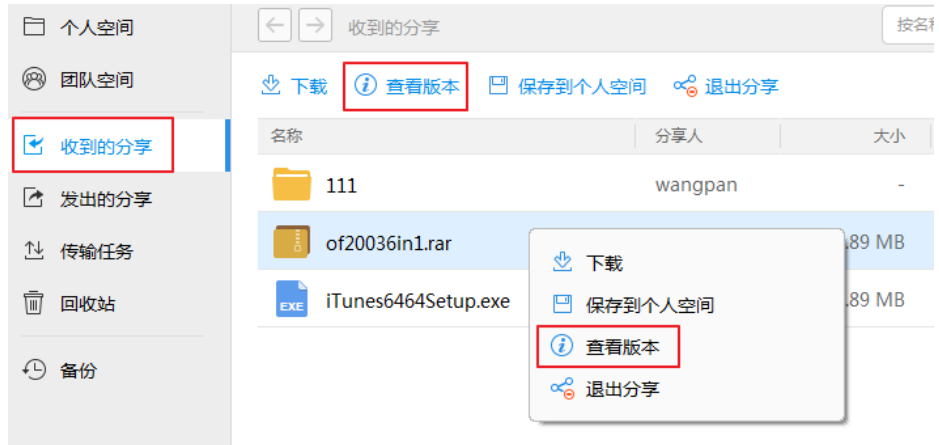 个人空间
团队空间
收到的分享
发出的分享
传输任务
回收站
备份
收到的分享
按名
下载 查看版本 保存到个人空间 退出分享
名称 分享人 大小
111 wangpan -
of20036in1.rar .89 MB
EXE iTunes6464Setup.exe .89 MB
下载
保存到个人空间
查看版本
退出分享